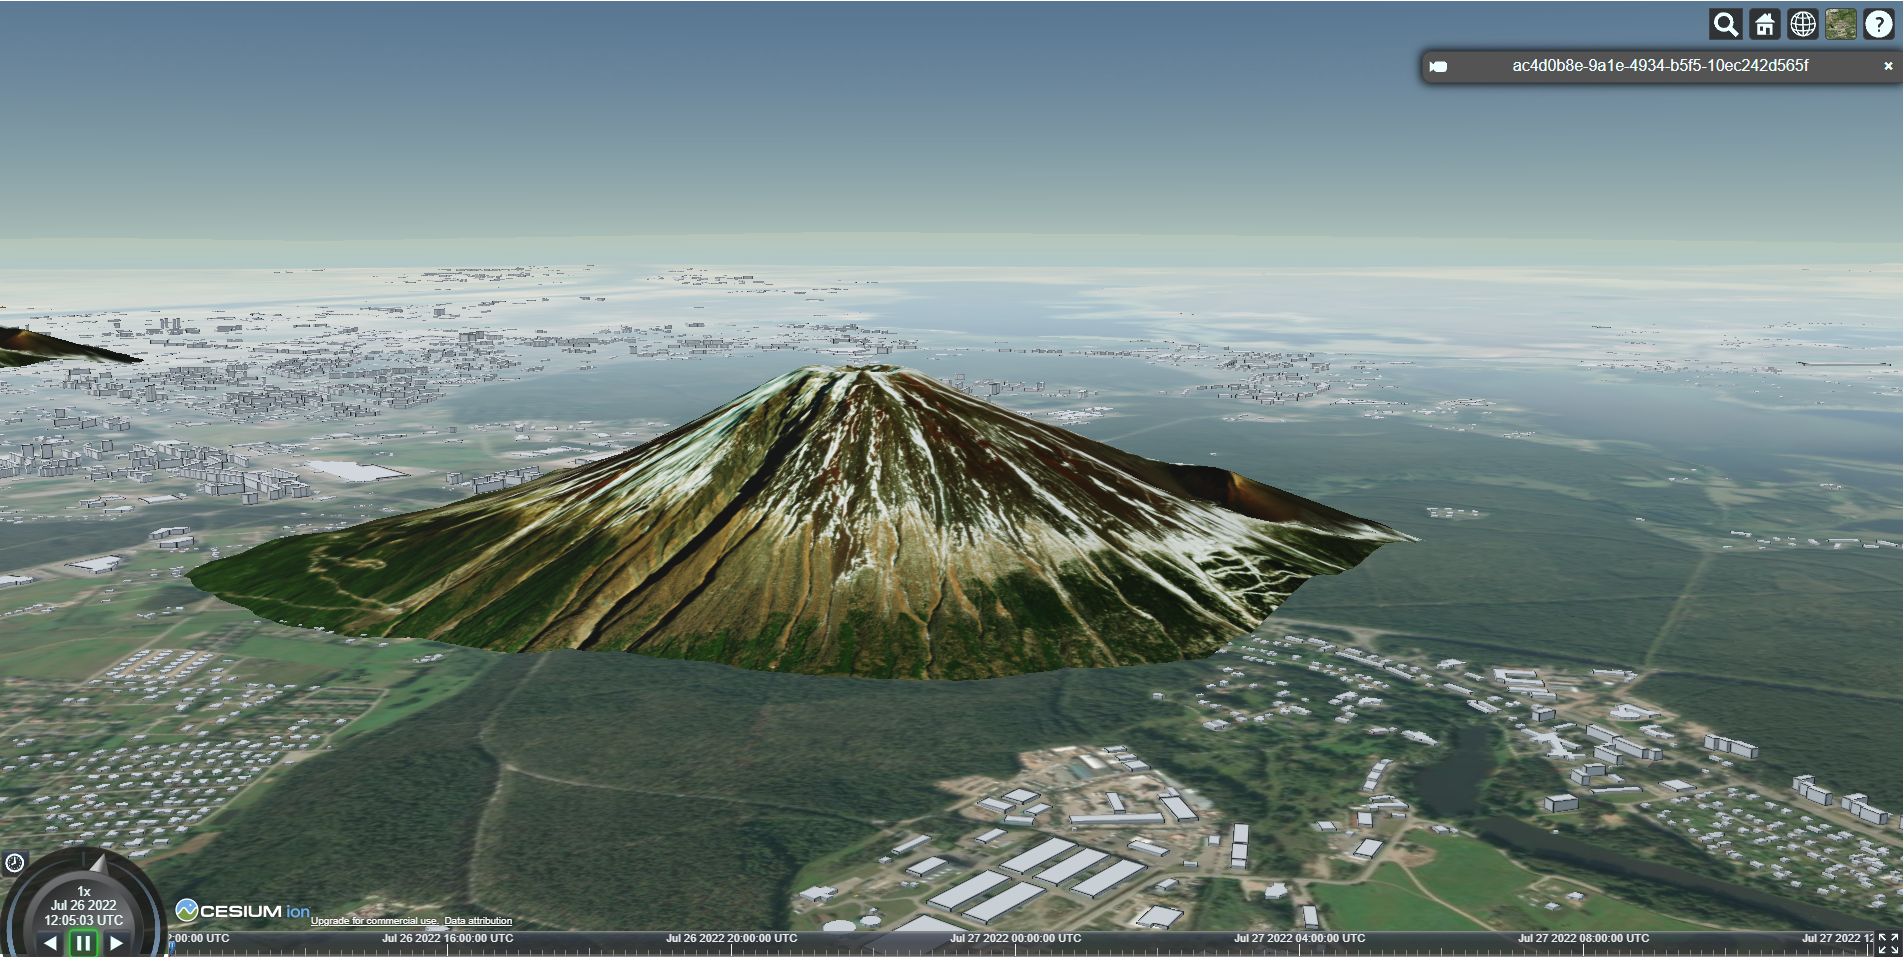 ac4d0b8e-9a1e-4934-b5f5-10ec242d565f
1x
Jul 26 2022
12:05:03 UTC
CESIUM ion
Upgrade for commercial use. Data attribution
:00:00 UTC
Jul 26 2022 16:00:00 UTC
Jul 26 2022 20:00:00 UTC
Jul 27 2022 00:00:00 UTC
Jul 27 2022 04:00:00 UTC
Jul 27 2022 08:00:00 UTC
Jul 27 2022 12: